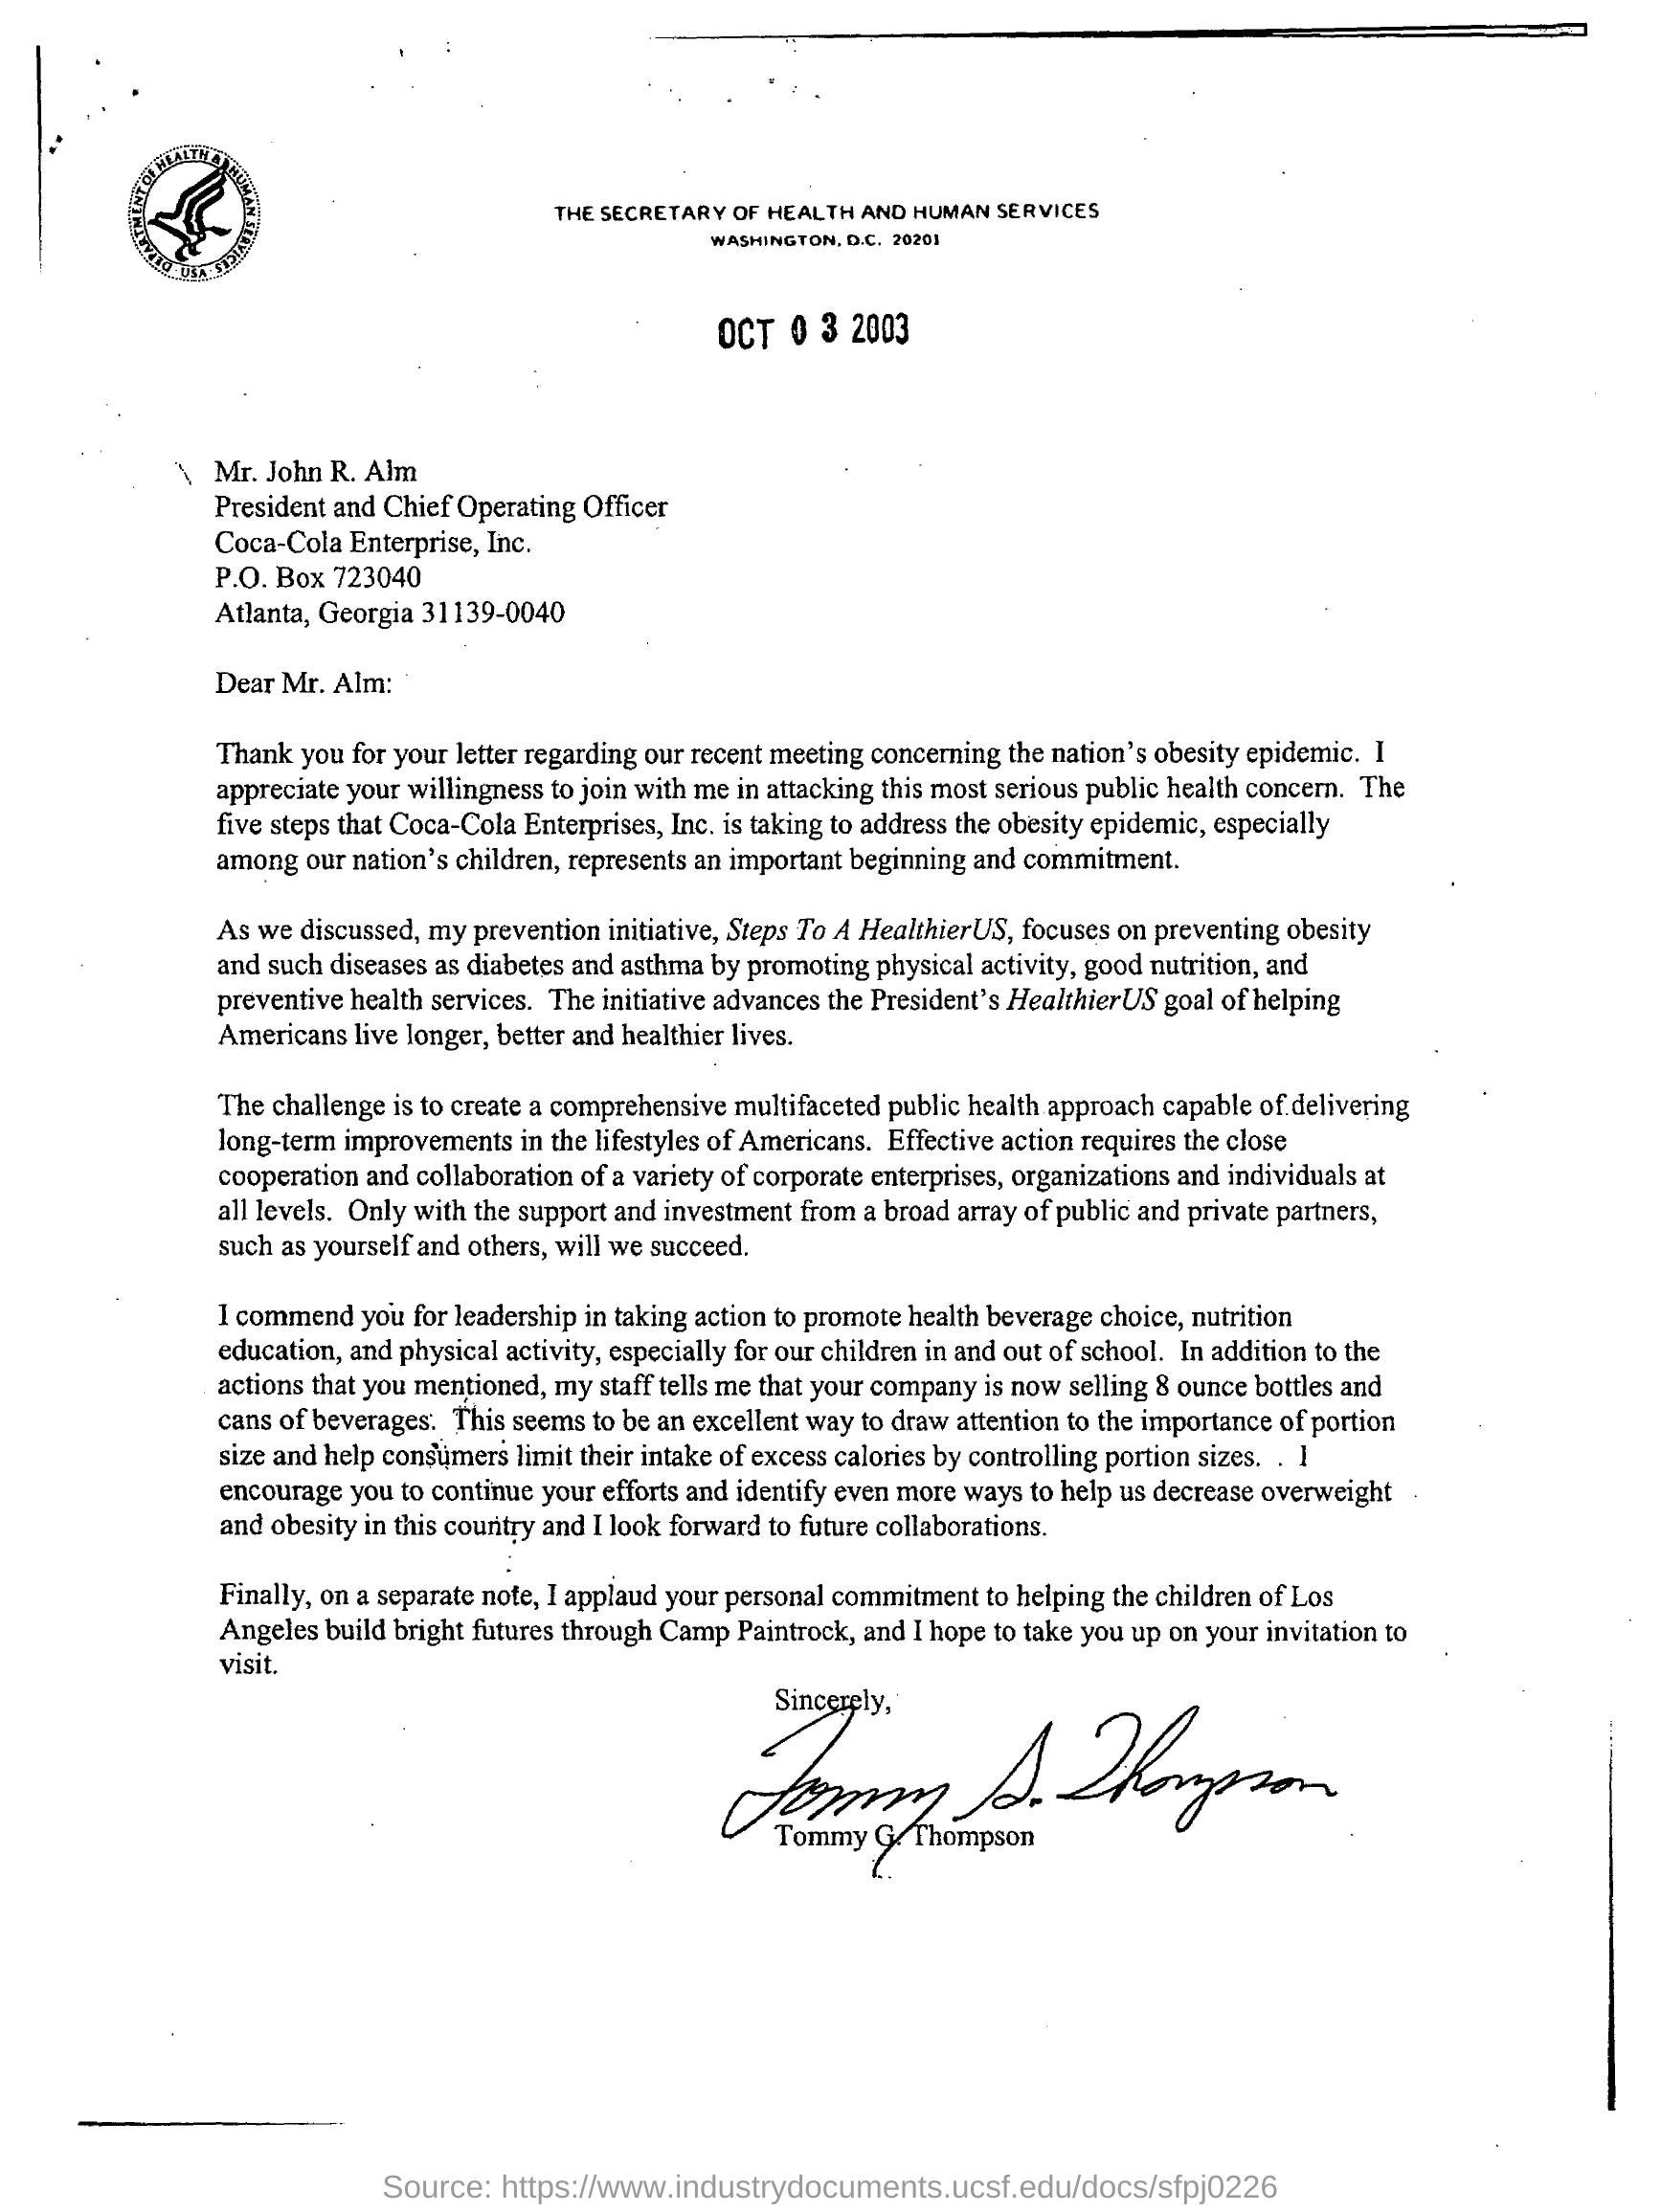 DEPARTMENT OF HEALTH & HUMAN SERVICES · USA
THE SECRETARY OF HEALTH AND HUMAN SERVICES
WASHINGTON, D.C. 20201
OCT 03 2003
Mr. John R. Alm
President and Chief Operating Officer
Coca-Cola Enterprise, Inc.
P.O. Box 723040
Atlanta, Georgia 31139-0040
Dear Mr. Alm:
Thank you for your letter regarding our recent meeting concerning the nation's obesity epidemic. I
appreciate your willingness to join with me in attacking this most serious public health concern. The
five steps that Coca-Cola Enterprises, Inc. is taking to address the obesity epidemic, especially
among our nation's children, represents an important beginning and commitment.
As we discussed, my prevention initiative, Steps To A HealthierUS, focuses on preventing obesity
and such diseases as diabetes and asthma by promoting physical activity, good nutrition, and
preventive health services. The initiative advances the President's HealthierUS goal of helping
Americans live longer, better and healthier lives.
The challenge is to create a comprehensive multifaceted public health approach capable of delivering
long-term improvements in the lifestyles of Americans. Effective action requires the close
cooperation and collaboration of a variety of corporate enterprises, organizations and individuals at
all levels. Only with the support and investment from a broad array of public and private partners,
such as yourself and others, will we succeed.
I commend you for leadership in taking action to promote health beverage choice, nutrition
education, and physical activity, especially for our children in and out of school. In addition to the
actions that you mentioned, my staff tells me that your company is now selling 8 ounce bottles and
cans of beverages. This seems to be an excellent way to draw attention to the importance of portion
size and help consumers limit their intake of excess calories by controlling portion sizes. . I
encourage you to continue your efforts and identify even more ways to help us decrease overweight
and obesity in this country and I look forward to future collaborations.
Finally, on a separate note, I applaud your personal commitment to helping the children of Los
Angeles build bright futures through Camp Paintrock, and I hope to take you up on your invitation to
visit.
Sincerely,
Tommy G. Thompson
Tommy G. Thompson
Source: https://www.industrydocuments.ucsf.edu/docs/sfpj0226